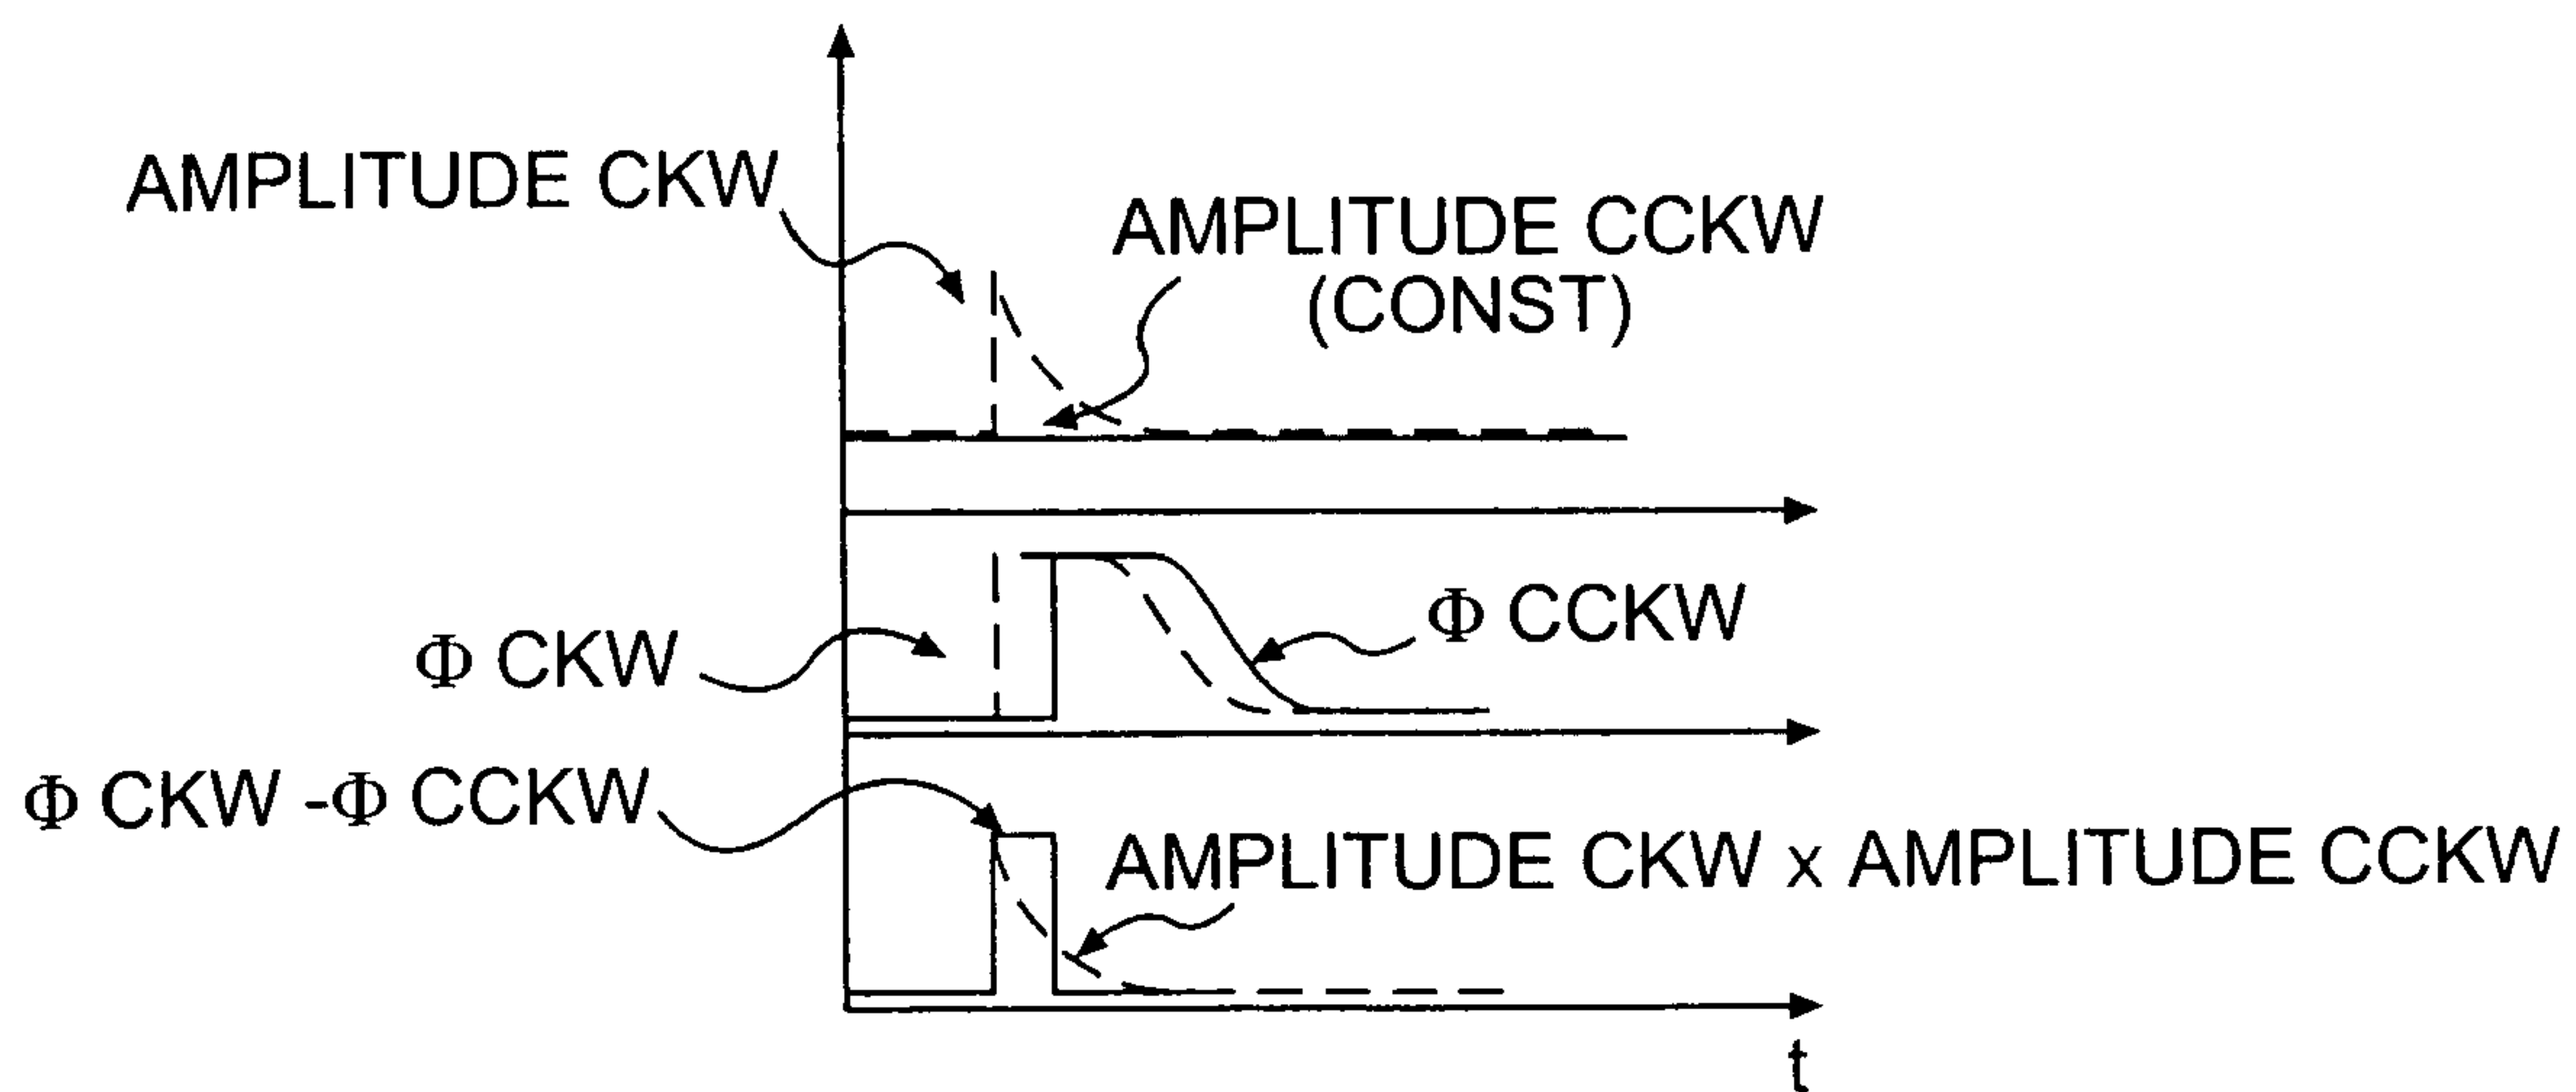 AMPLITUDE CKW
AMPLITUDE CCKW
(CONST)
Φ CKW
Φ CCKW
Φ CKW -Φ CCKW
AMPLITUDE CKW x AMPLITUDE CCKW
t